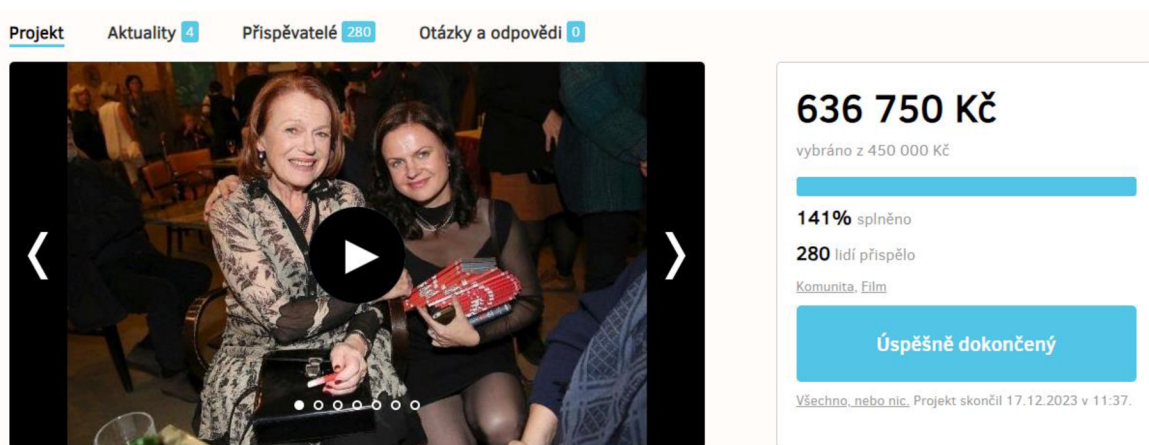 Projekt Aktuality 4 Přispěvatelé 280 Otázky a odpovědi 0
636 750 Kč
vybráno z 450 000 Kč
141% splněno
280 lidí přispělo
Komunita, Film
Úspěšně dokončený
Všechno, nebo nic. Projekt skončil 17.12.2023 v 11:37.